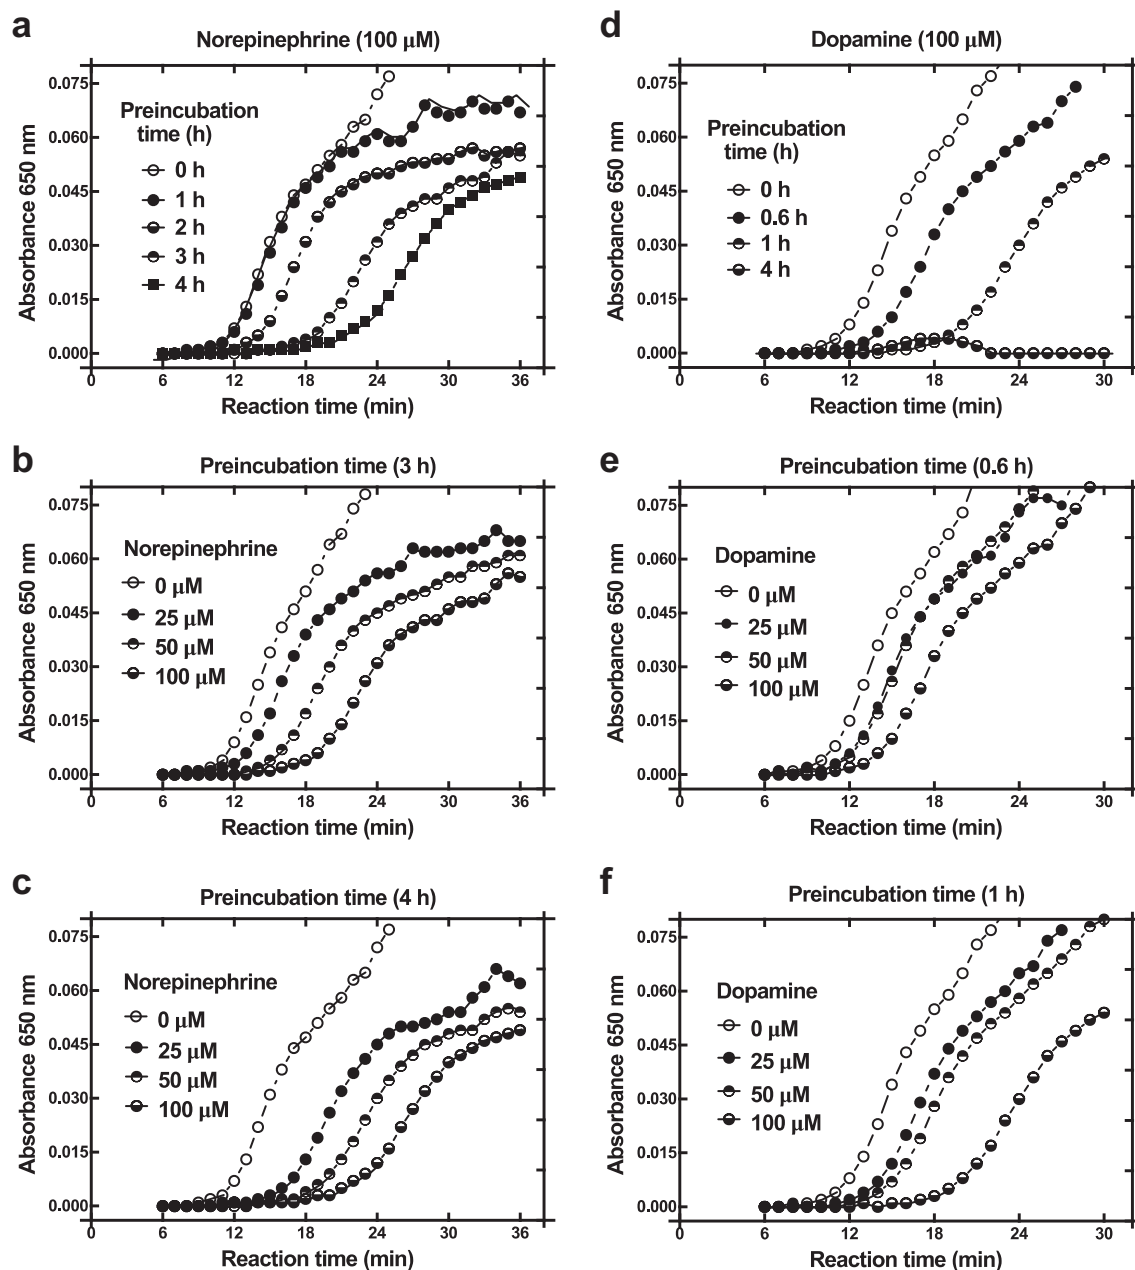 a
Norepinephrine (100 μM)
0.075
0.060
0.045
0.030
0.015
0.000
Absorbance 650 nm
Preincubation
time (h)
0 h
1 h
2 h
3 h
4 h
0 6 12 18 24 30 36
Reaction time (min)
d
Dopamine (100 μM)
0.075
0.060
0.045
0.030
0.015
0.000
Absorbance 650 nm
Preincubation
time (h)
0 h
0.6 h
1 h
4 h
0 6 12 18 24 30
Reaction time (min)
b
Preincubation time (3 h)
0.075
0.060
0.045
0.030
0.015
0.000
Absorbance 650 nm
Norepinephrine
0 μM
25 μM
50 μM
100 μM
0 6 12 18 24 30 36
Reaction time (min)
e
Preincubation time (0.6 h)
0.075
0.060
0.045
0.030
0.015
0.000
Absorbance 650 nm
Dopamine
0 μM
25 μM
50 μM
100 μM
0 6 12 18 24 30
Reaction time (min)
c
Preincubation time (4 h)
0.075
0.060
0.045
0.030
0.015
0.000
Absorbance 650 nm
Norepinephrine
0 μM
25 μM
50 μM
100 μM
0 6 12 18 24 30 36
Reaction time (min)
f
Preincubation time (1 h)
0.075
0.060
0.045
0.030
0.015
0.000
Absorbance 650 nm
Dopamine
0 μM
25 μM
50 μM
100 μM
0 6 12 18 24 30
Reaction time (min)